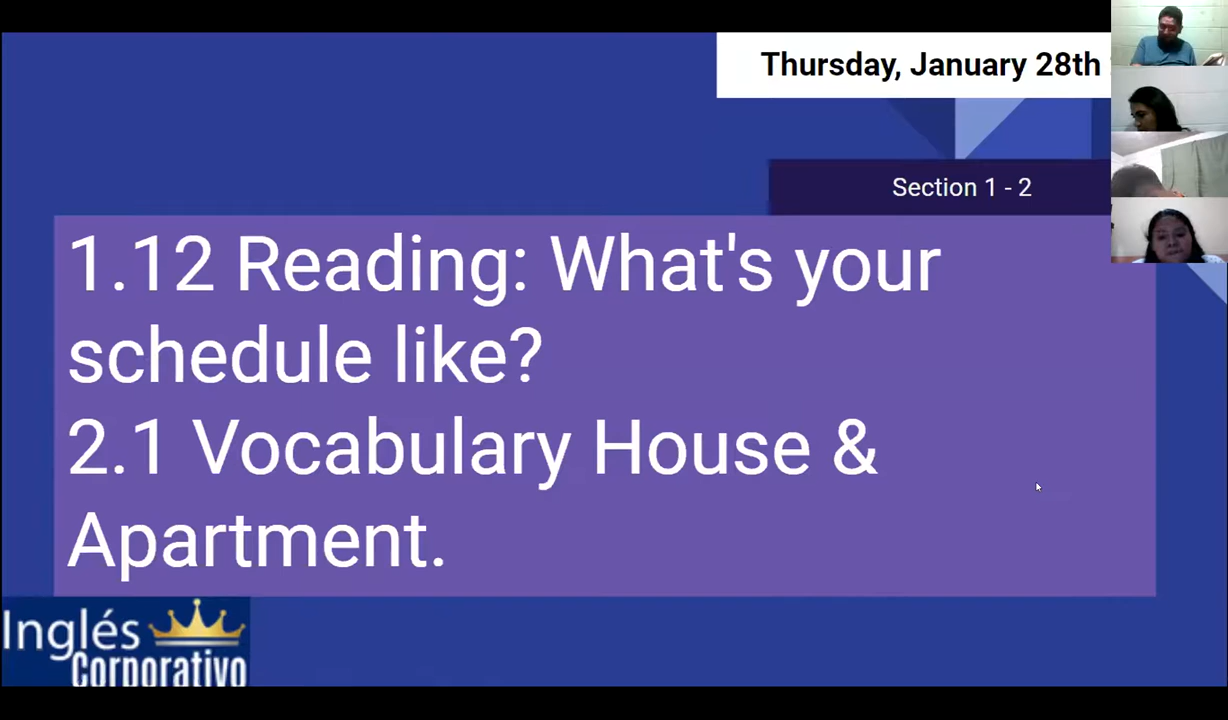 Thursday, January 28th
Section 1 - 2
1.12 Reading: What's your
schedule like?
2.1 Vocabulary House &
Apartment.
Inglés
Corporativo